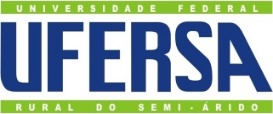 UNIVERSIDADE FEDERAL
UFERSA
RURAL DO SEMI-ÁRIDO